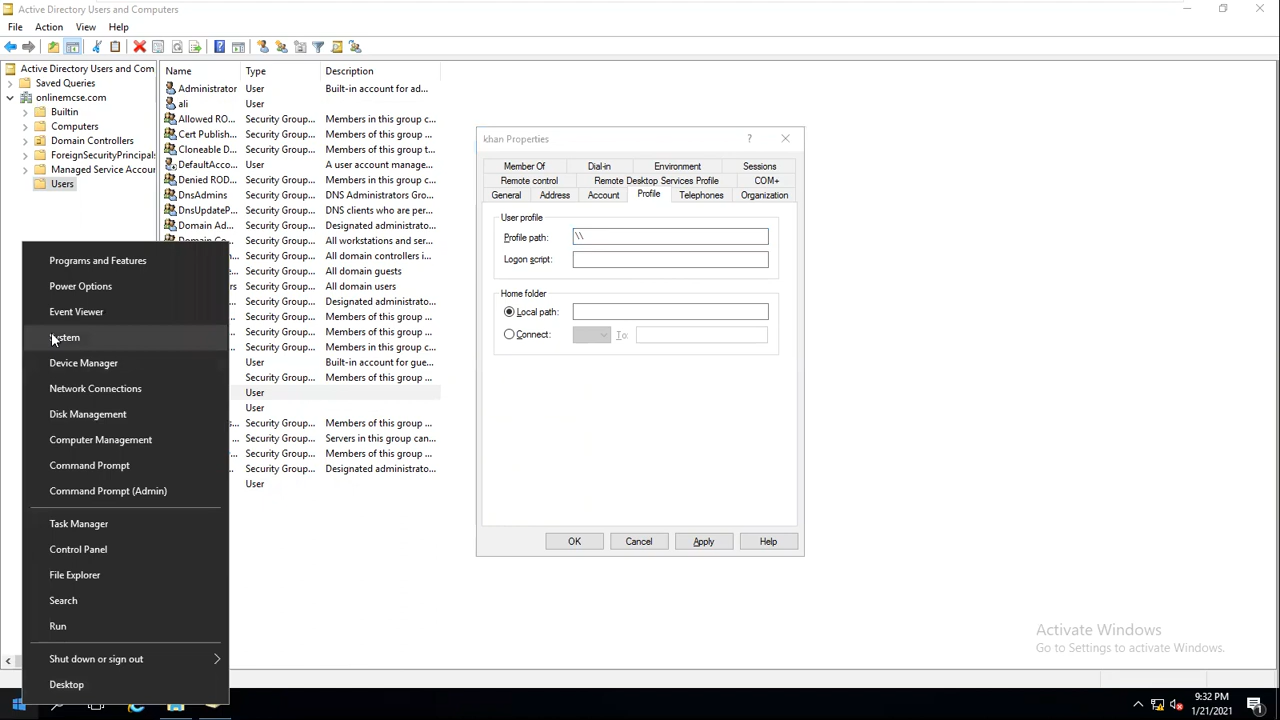 Active Directory Users and Computers
File Action View Help
Active Directory Users and Com
Saved Queries
onlinemcse.com
Builtin
Computers
Domain Controllers
ForeignSecurityPrincipals
Managed Service Accour
Users
Name Type Description
Administrator User Built-in account for ad...
ali User
Allowed RO... Security Group... Members in this group c...
Cert Publish... Security Group... Members of this group ...
Cloneable D... Security Group... Members of this group t...
DefaultAcco... User A user account manage...
Denied ROD... Security Group... Members in this group c...
DnsAdmins Security Group... DNS Administrators Gro...
DnsUpdateP... Security Group... DNS clients who are per...
Domain Ad... Security Group... Designated administrato...
Domain Co... Security Group... All workstations and ser...
Security Group... All domain controllers i...
Security Group... All domain guests
Security Group... All domain users
Security Group... Designated administrato...
Security Group... Members of this group ...
Security Group... Members of this group ...
Security Group... Members in this group c...
User Built-in account for gue...
Security Group... Members of this group ...
User
User
Security Group... Members of this group ...
Security Group... Servers in this group can...
Security Group... Members of this group ...
Security Group... Designated administrato...
User
khan Properties ? ×
Member Of Dial-in Environment Sessions
Remote control Remote Desktop Services Profile COM+
General Address Account Profile Telephones Organization
User profile
Profile path: \\
Logon script:
Home folder
Local path:
Connect: To:
OK Cancel Apply Help
Programs and Features
Power Options
Event Viewer
System
Device Manager
Network Connections
Disk Management
Computer Management
Command Prompt
Command Prompt (Admin)
Task Manager
Control Panel
File Explorer
Search
Run
Shut down or sign out
Desktop
Activate Windows
Go to Settings to activate Windows.
9:32 PM
1/21/2021
1